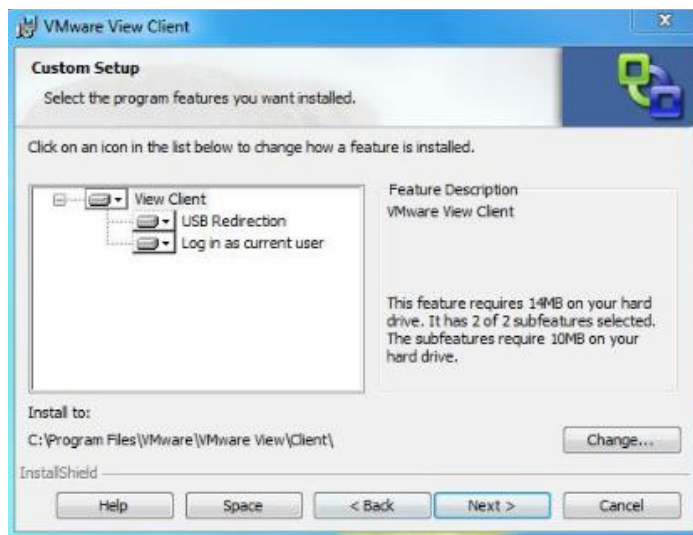 VMware View Client
Custom Setup
Select the program features you want installed.
Click on an icon in the list below to change how a feature is installed.
View Client
USB Redirection
Log in as current user
Feature Description
VMware View Client
This feature requires 14MB on your hard
drive. It has 2 of 2 subfeatures selected.
The subfeatures require 10MB on your
hard drive.
Install to:
C:\Program Files\VMware\VMware View\Client\
Change...
InstallShield
Help
Space
< Back
Next >
Cancel